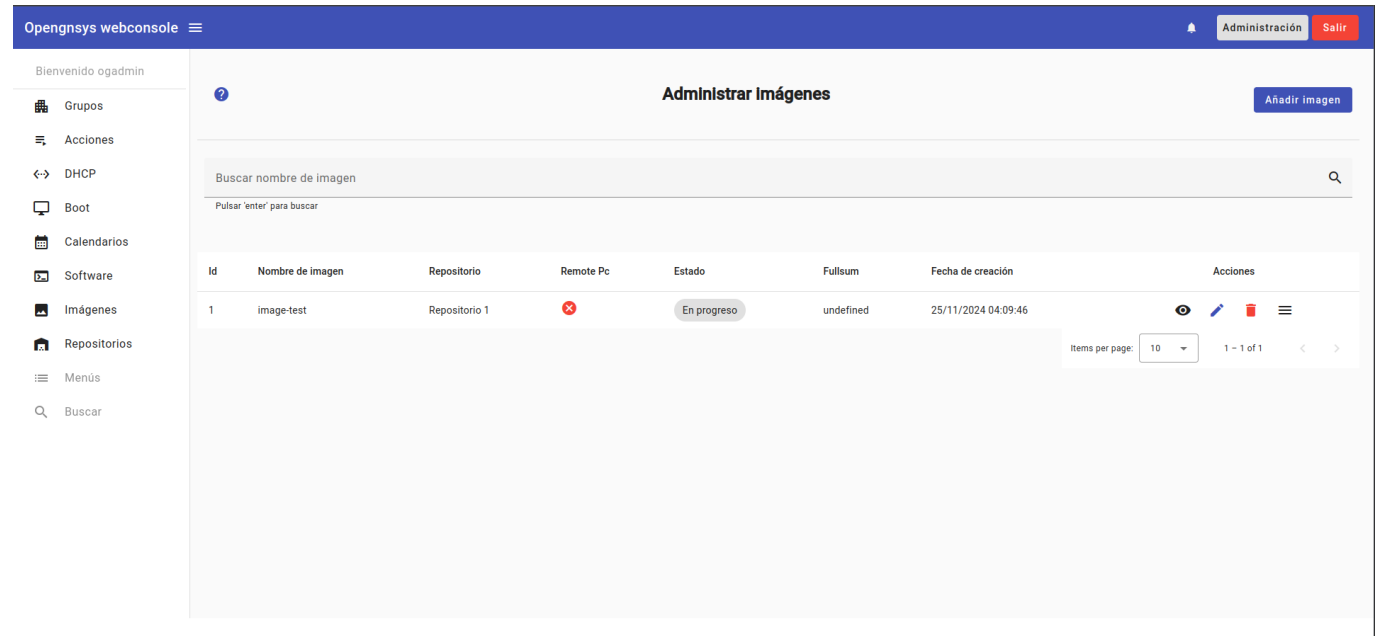 Opengnsys webconsole
Administración
Salir
Bienvenido ogadmin
Grupos
Acciones
DHCP
Boot
Calendarios
Software
Imágenes
Repositorios
Menús
Buscar
Administrar imágenes
Añadir imagen
Buscar nombre de imagen
Pulsar 'enter' para buscar
Id Nombre de imagen Repositorio Remote Pc Estado Fullsum Fecha de creación Acciones
1 image-test Repositorio 1 En progreso undefined 25/11/2024 04:09:46
Items per page: 10 1 – 1 of 1